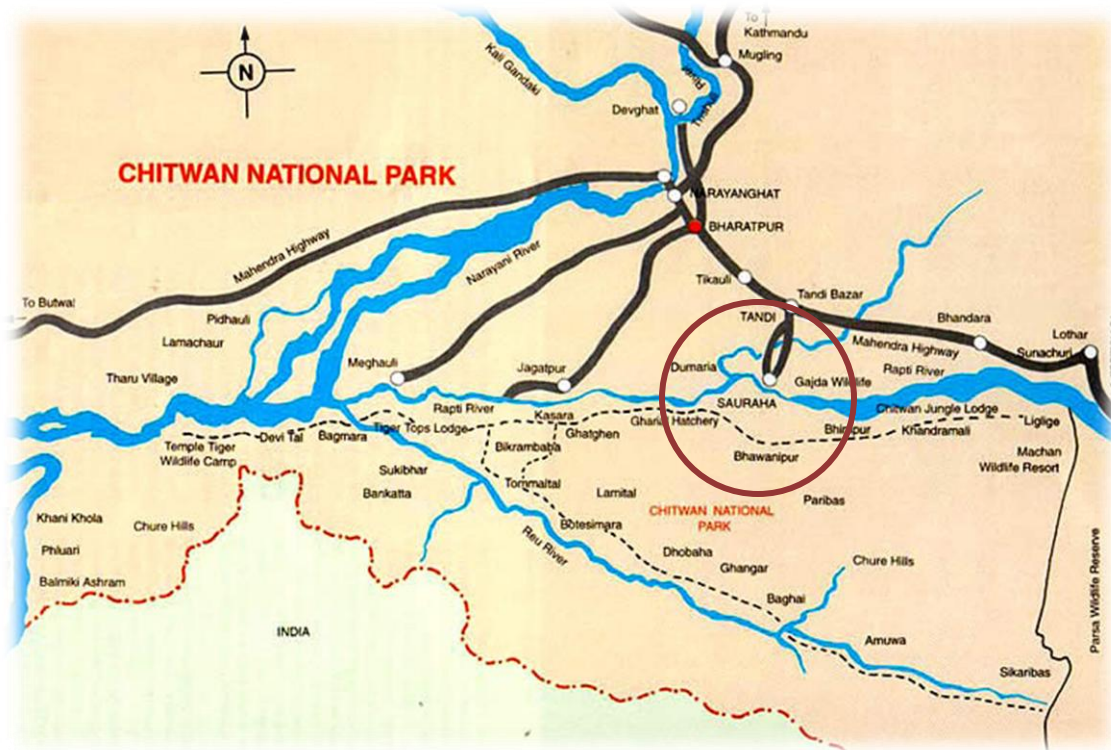 To
Kathmandu
Mugling
Kali Gandaki
River
Devghat
N
CHITWAN NATIONAL PARK
NARAYANGHAT
BHARATPUR
Mahendra Highway
Narayani River
Tikauli
Tandi Bazar
To Butwal
Pidhauli
TANDI
Bhandara
Lamachaur
Mahendra Highway
Lothar
Sunachuri
Meghauli
Jagatpur
Dumaria
Rapti River
Tharu Village
Gajda Wildlife
Rapti River
SAURAHA
Kasara
Chitwan Jungle Lodge
Gharial Hatchery
Liglige
Tiger Tops Lodge
Khandramali
Devi Tal
Bagmara
Ghatghen
Temple Tiger
Wildlife Camp
Bikrambaba
Bhawanipur
Machan
Wildlife Resort
Sukibhar
Tommaltal
Bankatta
Lamital
Paribas
CHITWAN NATIONAL
PARK
Khani Khola
Chure Hills
Botesimara
Reu River
Phluari
Dhobaha
Chure Hills
Ghangar
Balmiki Ashram
Baghai
Parsa Wildlife Reserve
INDIA
Amuwa
Sikaribas